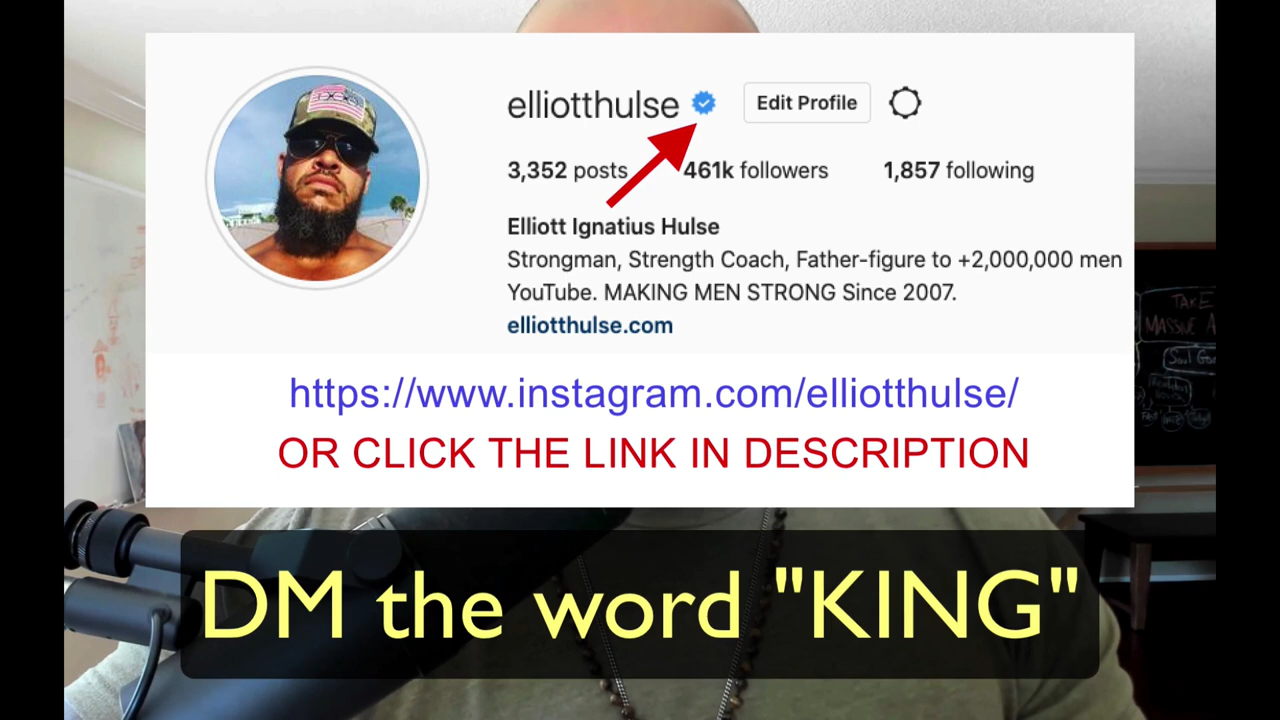 elliotthulse
Edit Profile
3,352 posts
461k followers
1,857 following
Elliott Ignatius Hulse
Strongman, Strength Coach, Father-figure to +2,000,000 men
YouTube. MAKING MEN STRONG Since 2007.
elliotthulse.com
https://www.instagram.com/elliotthulse/
OR CLICK THE LINK IN DESCRIPTION
DM the word "KING"
TAKE
MASSIVE A